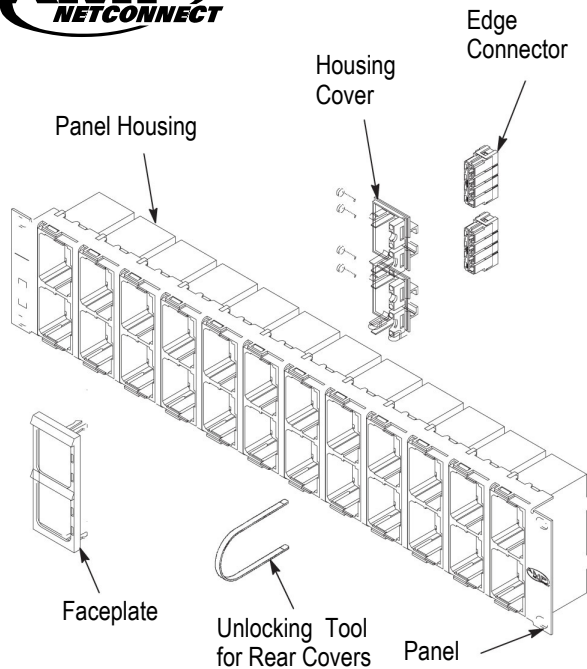 NETCONNECT
Edge
Connector
Housing
Cover
Panel Housing
Faceplate
Unlocking Tool
for Rear Covers
Panel